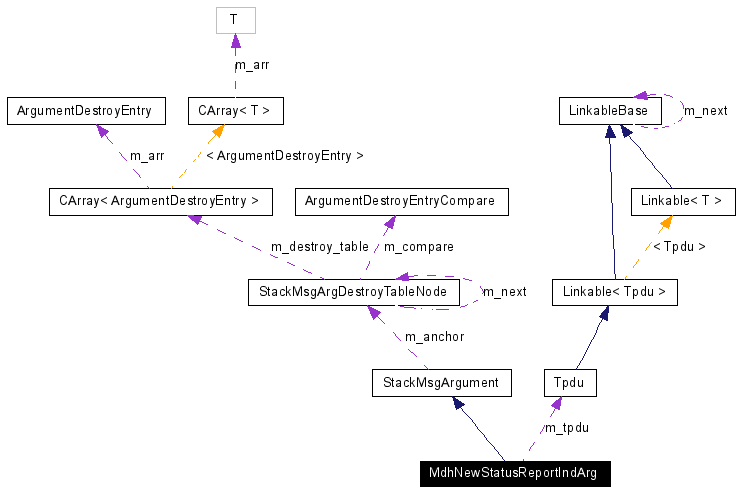 T
m_arr
ArgumentDestroyEntry
CArray< T >
LinkableBase
m_next
m_arr
< ArgumentDestroyEntry >
CArray< ArgumentDestroyEntry >
ArgumentDestroyEntryCompare
Linkable< T >
m_destroy_table
m_compare
< Tpdu >
StackMsgArgDestroyTableNode
m_next
Linkable< Tpdu >
m_anchor
StackMsgArgument
Tpdu
m_tpdu
MdhNewStatusReportIndArg